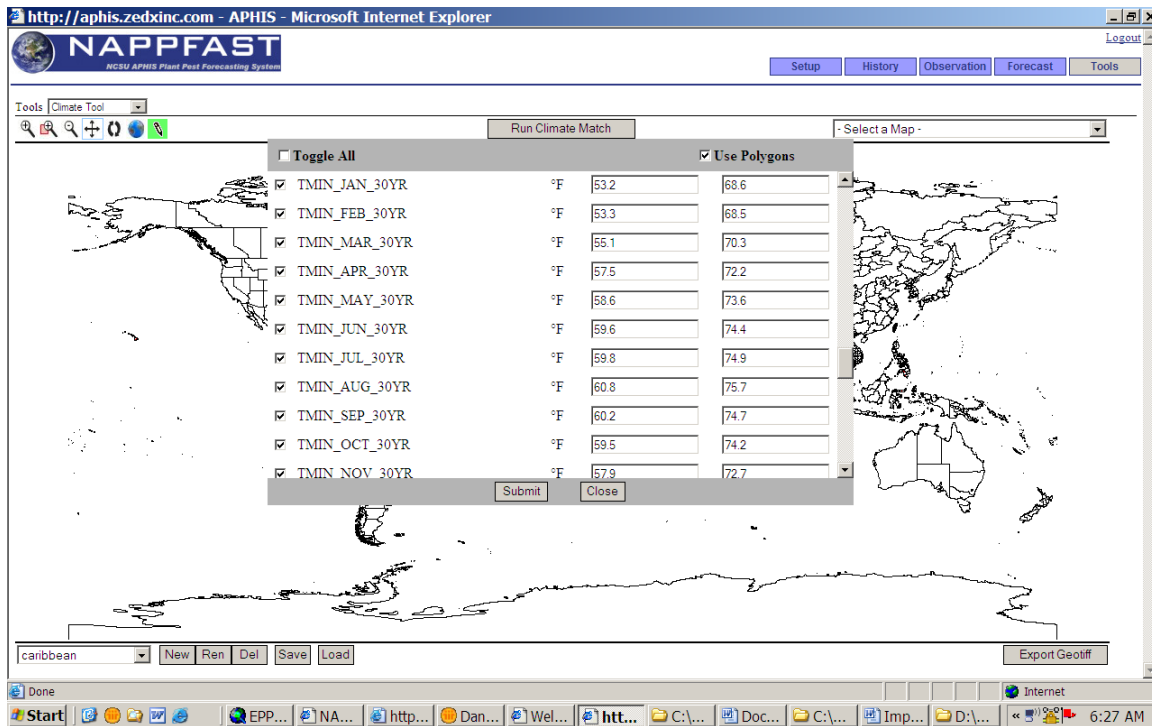 http://aphis.zedxinc.com - APHIS - Microsoft Internet Explorer
NAPPFAST
NCSU APHIS Plant Pest Forecasting System
Logout
Setup History Observation Forecast Tools
Tools Climate Tool
Run Climate Match - Select a Map -
Toggle All Use Polygons
TMIN_JAN_30YR °F 53.2 68.6
TMIN_FEB_30YR °F 53.3 68.5
TMIN_MAR_30YR °F 55.1 70.3
TMIN_APR_30YR °F 57.5 72.2
TMIN_MAY_30YR °F 58.6 73.6
TMIN_JUN_30YR °F 59.6 74.4
TMIN_JUL_30YR °F 59.8 74.9
TMIN_AUG_30YR °F 60.8 75.7
TMIN_SEP_30YR °F 60.2 74.7
TMIN_OCT_30YR °F 59.5 74.2
TMIN_NOV_30YR °F 57.9 72.7
Submit Close
caribbean New Ren Del Save Load Export Geotiff
Done Internet
Start EPP... NA... http... Dan... Wel... htt... C:\... Doc... C:\... Imp... D:\... « 6:27 AM